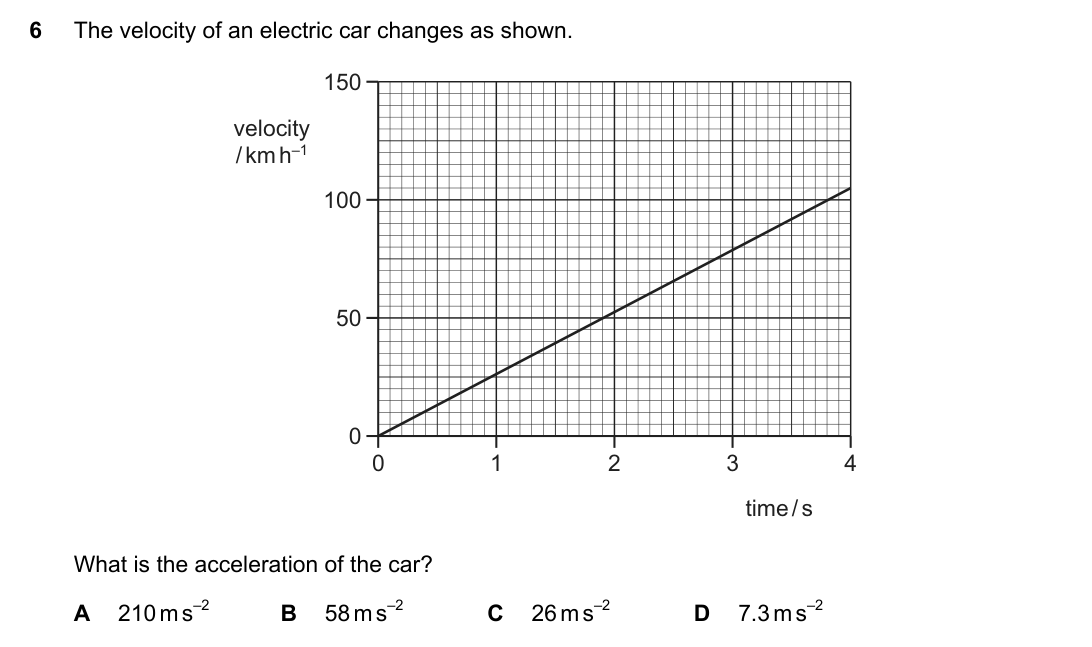 6 The velocity of an electric car changes as shown.
150
velocity
/ km h⁻¹
100
50
0
0 1 2 3 4
time / s
What is the acceleration of the car?
A 210 m s⁻² B 58 m s⁻² C 26 m s⁻² D 7.3 m s⁻²